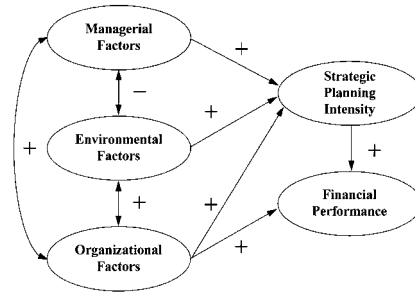 Managerial
Factors
+
Strategic
Planning
Intensity
−
+
+
Environmental
Factors
+
+
+
Financial
Performance
+
Organizational
Factors
+